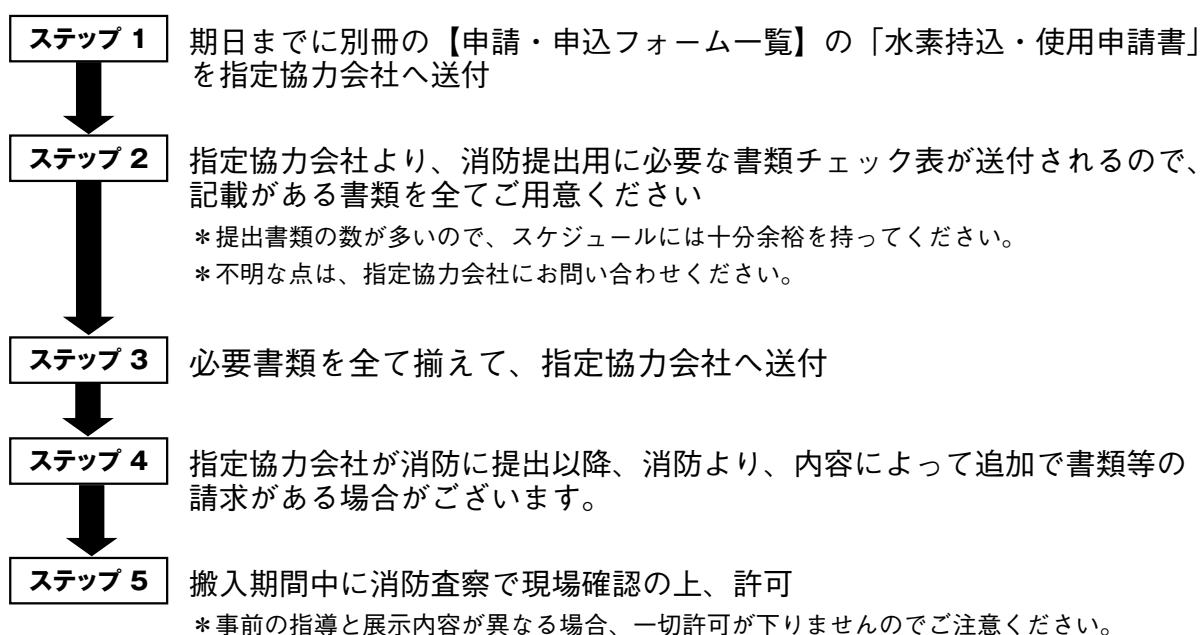 ステップ 1
期日までに別冊の【申請・申込フォーム一覧】の「水素持込・使用申請書」
を指定協力会社へ送付
ステップ 2
指定協力会社より、消防提出用に必要な書類チェック表が送付されるので、
記載がある書類を全てご用意ください
＊提出書類の数が多いので、スケジュールには十分余裕を持ってください。
＊不明な点は、指定協力会社にお問い合わせください。
ステップ 3
必要書類を全て揃えて、指定協力会社へ送付
ステップ 4
指定協力会社が消防に提出以降、消防より、内容によって追加で書類等の
請求がある場合がございます。
ステップ 5
搬入期間中に消防査察で現場確認の上、許可
＊事前の指導と展示内容が異なる場合、一切許可が下りませんのでご注意ください。